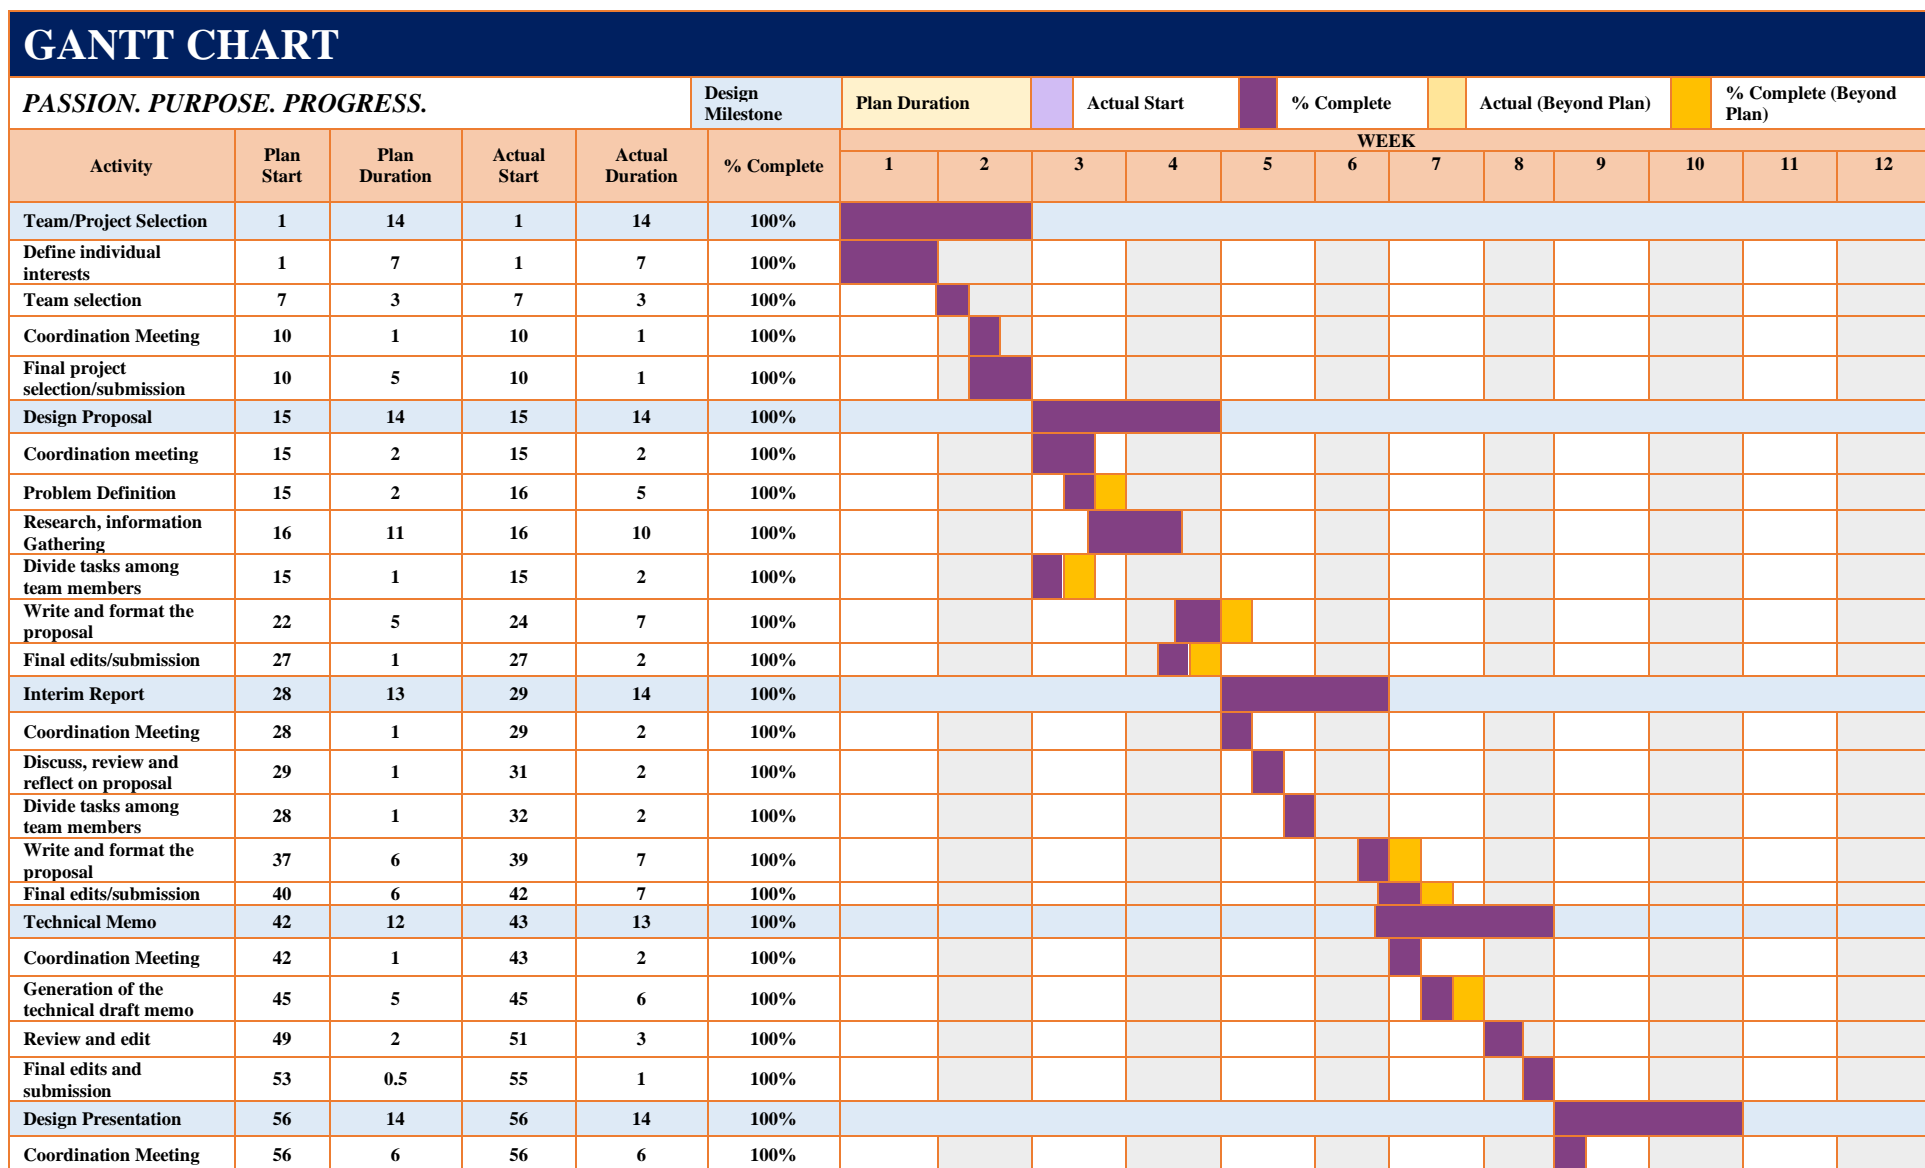 GANTT CHART
PASSION. PURPOSE. PROGRESS.
Design
Milestone
Plan Duration
Actual Start
% Complete
Actual (Beyond Plan)
% Complete (Beyond
Plan)
Activity
Plan
Start
Plan
Duration
Actual
Start
Actual
Duration
% Complete
WEEK
1 2 3 4 5 6 7 8 9 10 11 12
Team/Project Selection 1 14 1 14 100%
Define individual
interests 1 7 1 7 100%
Team selection 7 3 7 3 100%
Coordination Meeting 10 1 10 1 100%
Final project
selection/submission 10 5 10 1 100%
Design Proposal 15 14 15 14 100%
Coordination meeting 15 2 15 2 100%
Problem Definition 15 2 16 5 100%
Research, information
Gathering 16 11 16 10 100%
Divide tasks among
team members 15 1 15 2 100%
Write and format the
proposal 22 5 24 7 100%
Final edits/submission 27 1 27 2 100%
Interim Report 28 13 29 14 100%
Coordination Meeting 28 1 29 2 100%
Discuss, review and
reflect on proposal 29 1 31 2 100%
Divide tasks among
team members 28 1 32 2 100%
Write and format the
proposal 37 6 39 7 100%
Final edits/submission 40 6 42 7 100%
Technical Memo 42 12 43 13 100%
Coordination Meeting 42 1 43 2 100%
Generation of the
technical draft memo 45 5 45 6 100%
Review and edit 49 2 51 3 100%
Final edits and
submission 53 0.5 55 1 100%
Design Presentation 56 14 56 14 100%
Coordination Meeting 56 6 56 6 100%